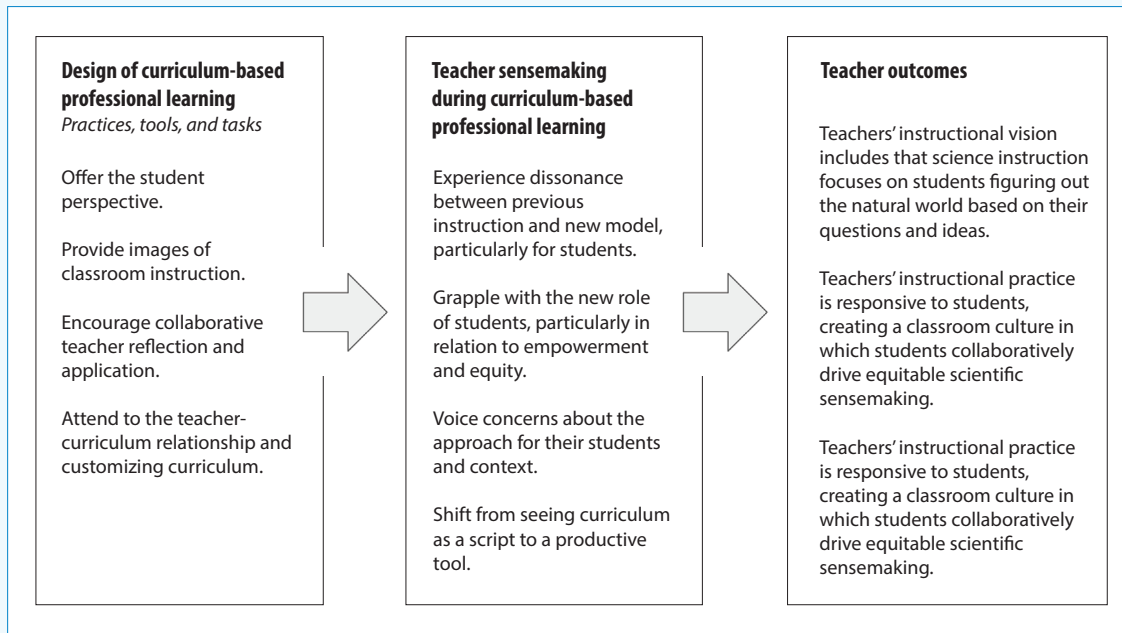 Design of curriculum-based
professional learning
Practices, tools, and tasks
Offer the student
perspective.
Provide images of
classroom instruction.
Encourage collaborative
teacher reflection and
application.
Attend to the teacher-
curriculum relationship and
customizing curriculum.
Teacher sensemaking
during curriculum-based
professional learning
Experience dissonance
between previous
instruction and new model,
particularly for students.
Grapple with the new role
of students, particularly in
relation to empowerment
and equity.
Voice concerns about the
approach for their students
and context.
Shift from seeing curriculum
as a script to a productive
tool.
Teacher outcomes
Teachers’ instructional vision
includes that science instruction
focuses on students figuring out
the natural world based on their
questions and ideas.
Teachers’ instructional practice
is responsive to students,
creating a classroom culture in
which students collaboratively
drive equitable scientific
sensemaking.
Teachers’ instructional practice
is responsive to students,
creating a classroom culture in
which students collaboratively
drive equitable scientific
sensemaking.